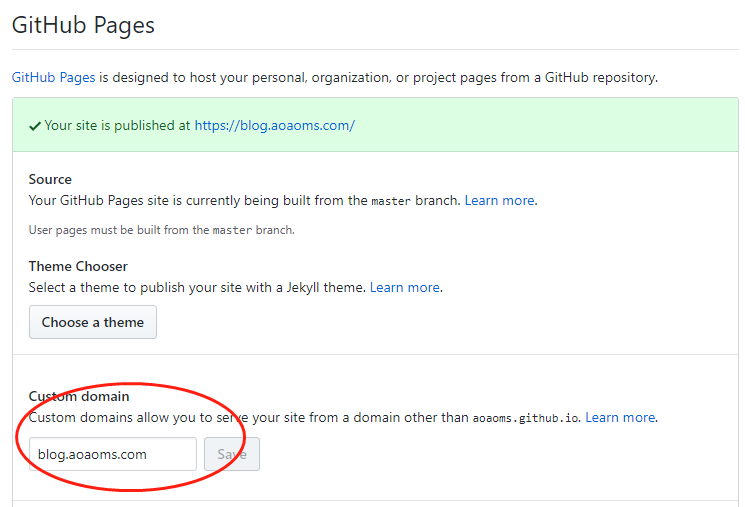 GitHub Pages
GitHub Pages is designed to host your personal, organization, or project pages from a GitHub repository.
Your site is published at https://blog.aoaoms.com/
Source
Your GitHub Pages site is currently being built from the master branch. Learn more.
User pages must be built from the master branch.
Theme Chooser
Select a theme to publish your site with a Jekyll theme. Learn more.
Choose a theme
Custom domain
Custom domains allow you to serve your site from a domain other than aoaoms.github.io. Learn more.
blog.aoaoms.com Save